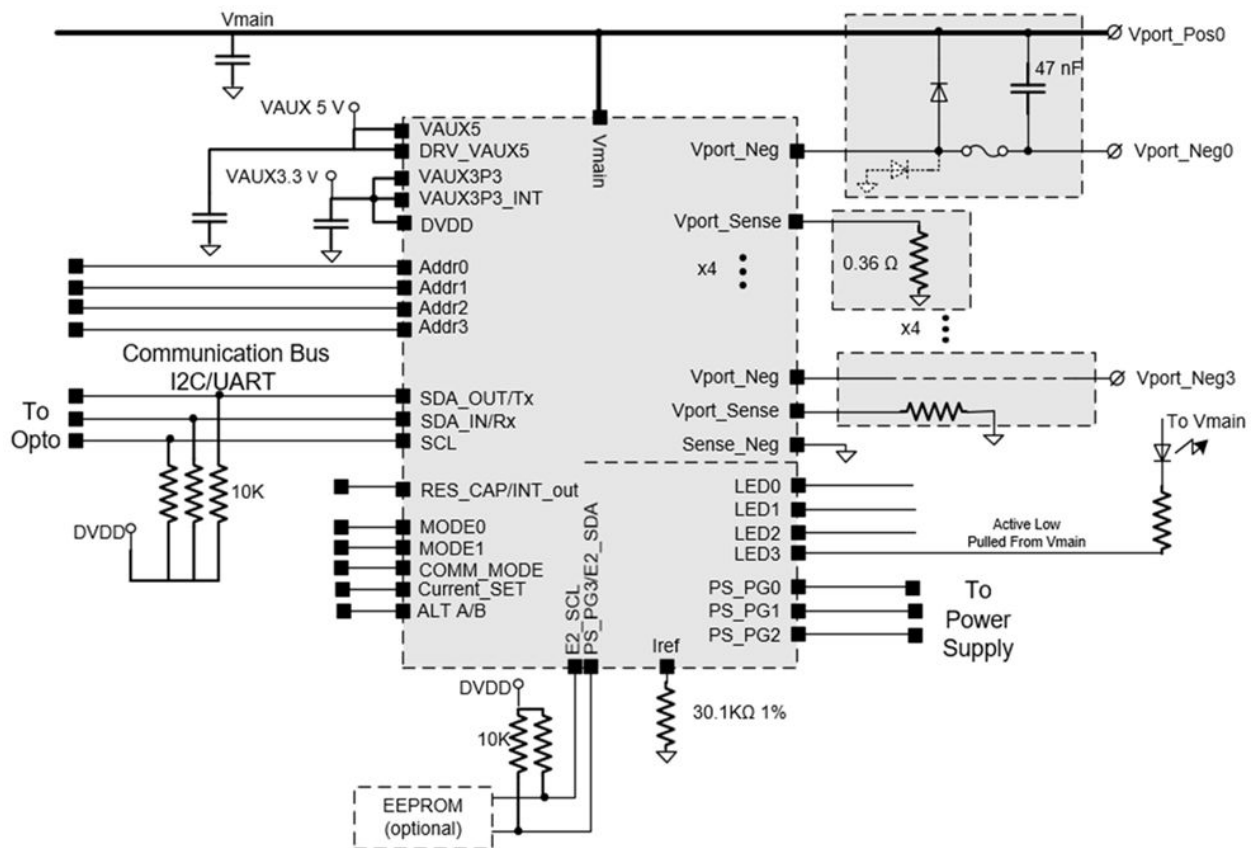 Vmain
Vport_Pos0
47 nF
VAUX 5 V
VAUX5
DRV_VAUX5
Vmain
Vport_Neg
Vport_Neg0
VAUX3.3 v
VAUX3P3
VAUX3P3_INT
DVDD
Vport_Sense
0.36 Ω
x4
x4
Addr0
Addr1
Addr2
Addr3
Communication Bus
I2C/UART
Vport_Neg
Vport_Neg3
SDA_OUT/Tx
Vport_Sense
To
Opto
SDA_IN/Rx
SCL
Sense_Neg
To Vmain
10K
DVDD
RES_CAP/INT_out
LED0
LED1
LED2
LED3
Active Low
Pulled From Vmain
MODE0
MODE1
COMM_MODE
Current_SET
ALT A/B
E2_SCL
PS_PG3/E2_SDA
PS_PG0
PS_PG1
PS_PG2
To
Power
Supply
Iref
DVDD
10K
30.1KΩ 1%
EEPROM
(optional)